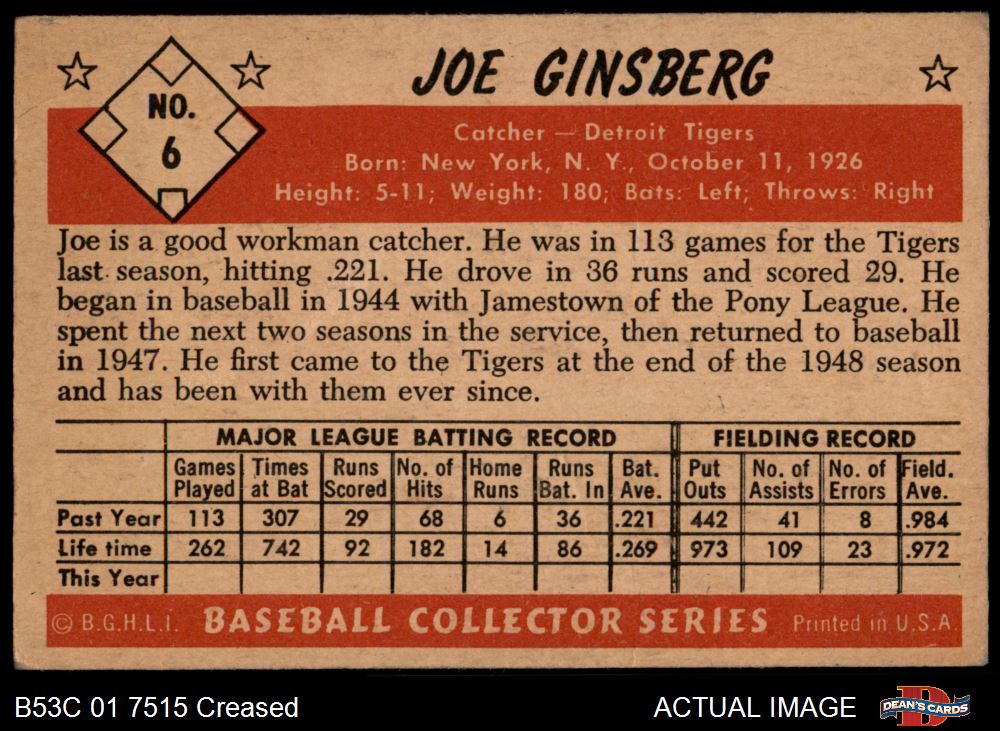 JOE GINSBERG
NO.
6
Catcher — Detroit Tigers
Born: New York, N. Y., October 11, 1926
Height: 5-11; Weight: 180; Bats: Left; Throws: Right
Joe is a good workman catcher. He was in 113 games for the Tigers
last season, hitting .221. He drove in 36 runs and scored 29. He
began in baseball in 1944 with Jamestown of the Pony League. He
spent the next two seasons in the service, then returned to baseball
in 1947. He first came to the Tigers at the end of the 1948 season
and has been with them ever since.
MAJOR LEAGUE BATTING RECORD FIELDING RECORD
Games Times Runs No. of Home Runs Bat. Put No. of No. of Field.
Played at Bat Scored Hits Runs Bat. In Ave. Outs Assists Errors Ave.
Past Year 113 307 29 68 6 36 .221 442 41 8 .984
Life time 262 742 92 182 14 86 .269 973 109 23 .972
This Year
© B.G.H.L.I. BASEBALL COLLECTOR SERIES Printed in U.S.A.
B53C 01 7515 Creased ACTUAL IMAGE DEAN'S CARDS